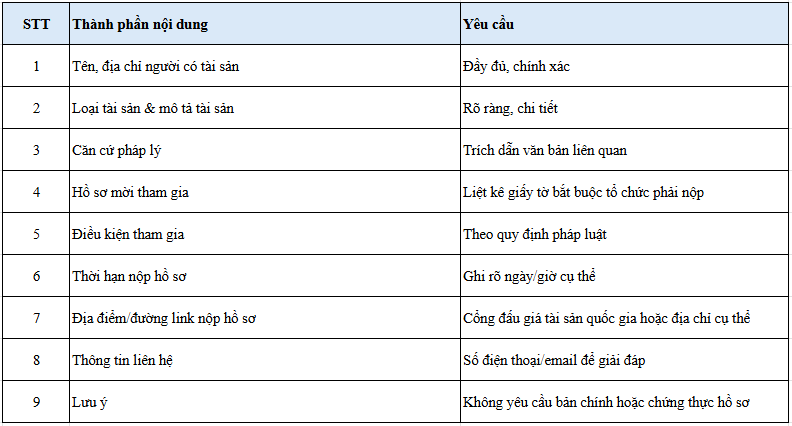 STT Thành phần nội dung Yêu cầu
1 Tên, địa chỉ người có tài sản Đầy đủ, chính xác
2 Loại tài sản & mô tả tài sản Rõ ràng, chi tiết
3 Căn cứ pháp lý Trích dẫn văn bản liên quan
4 Hồ sơ mời tham gia Liệt kê giấy tờ bắt buộc tổ chức phải nộp
5 Điều kiện tham gia Theo quy định pháp luật
6 Thời hạn nộp hồ sơ Ghi rõ ngày/giờ cụ thể
7 Địa điểm/đường link nộp hồ sơ Cổng đấu giá tài sản quốc gia hoặc địa chỉ cụ thể
8 Thông tin liên hệ Số điện thoại/email để giải đáp
9 Lưu ý Không yêu cầu bản chính hoặc chứng thực hồ sơ